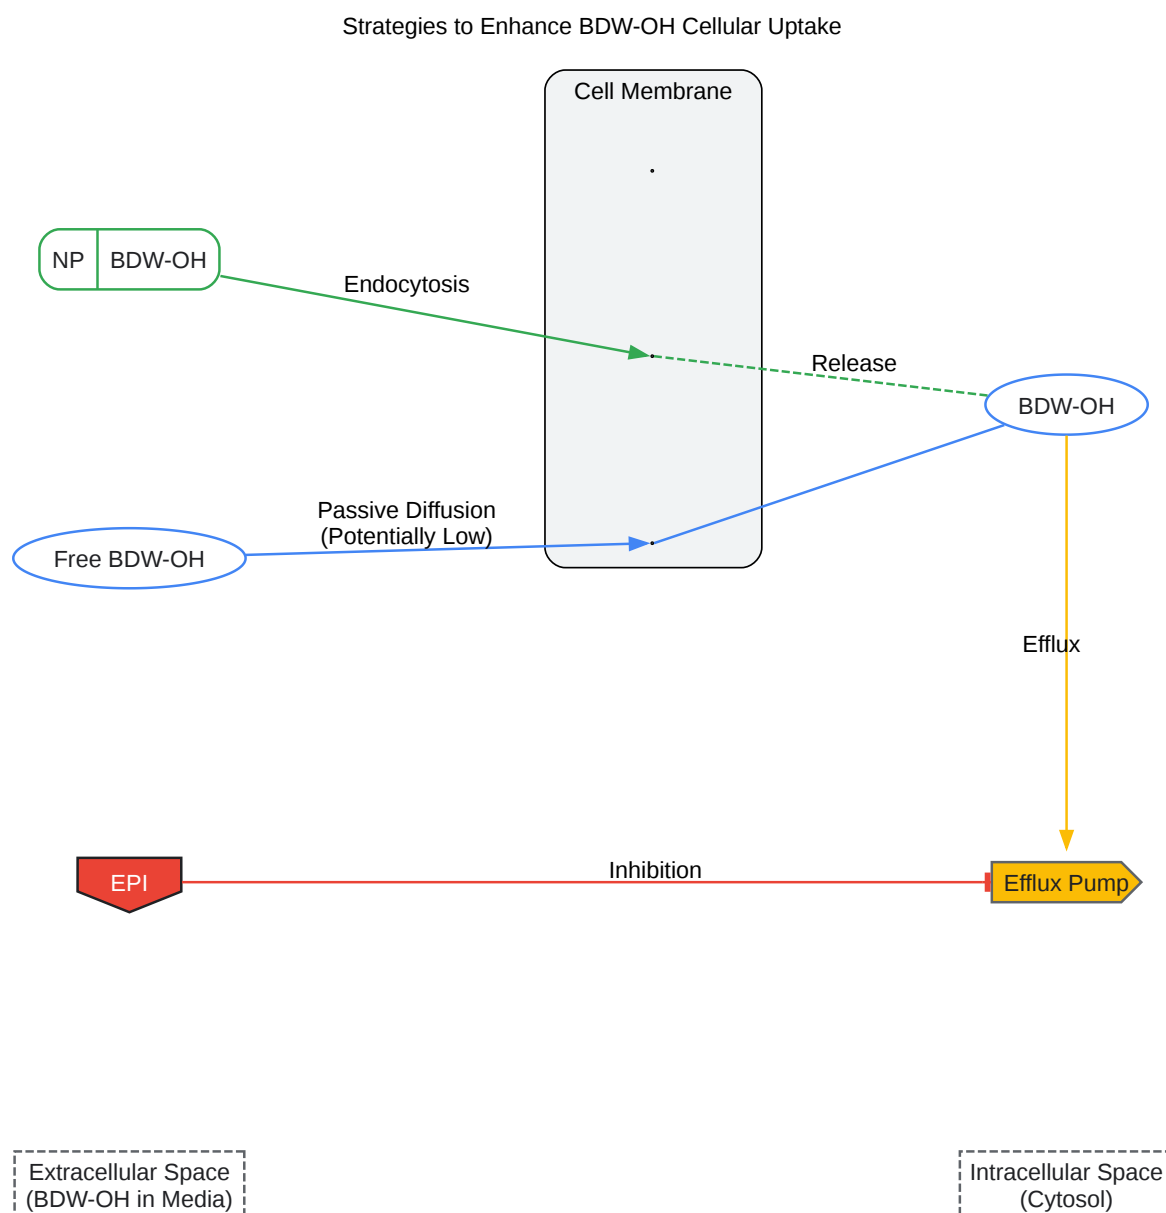 Strategies to Enhance BDW-OH Cellular Uptake
Cell Membrane
NP
BDW-OH
Endocytosis
Release
BDW-OH
Passive Diffusion
(Potentially Low)
Free BDW-OH
Efflux
EPI
Inhibition
Efflux Pump
Extracellular Space
(BDW-OH in Media)
Intracellular Space
(Cytosol)